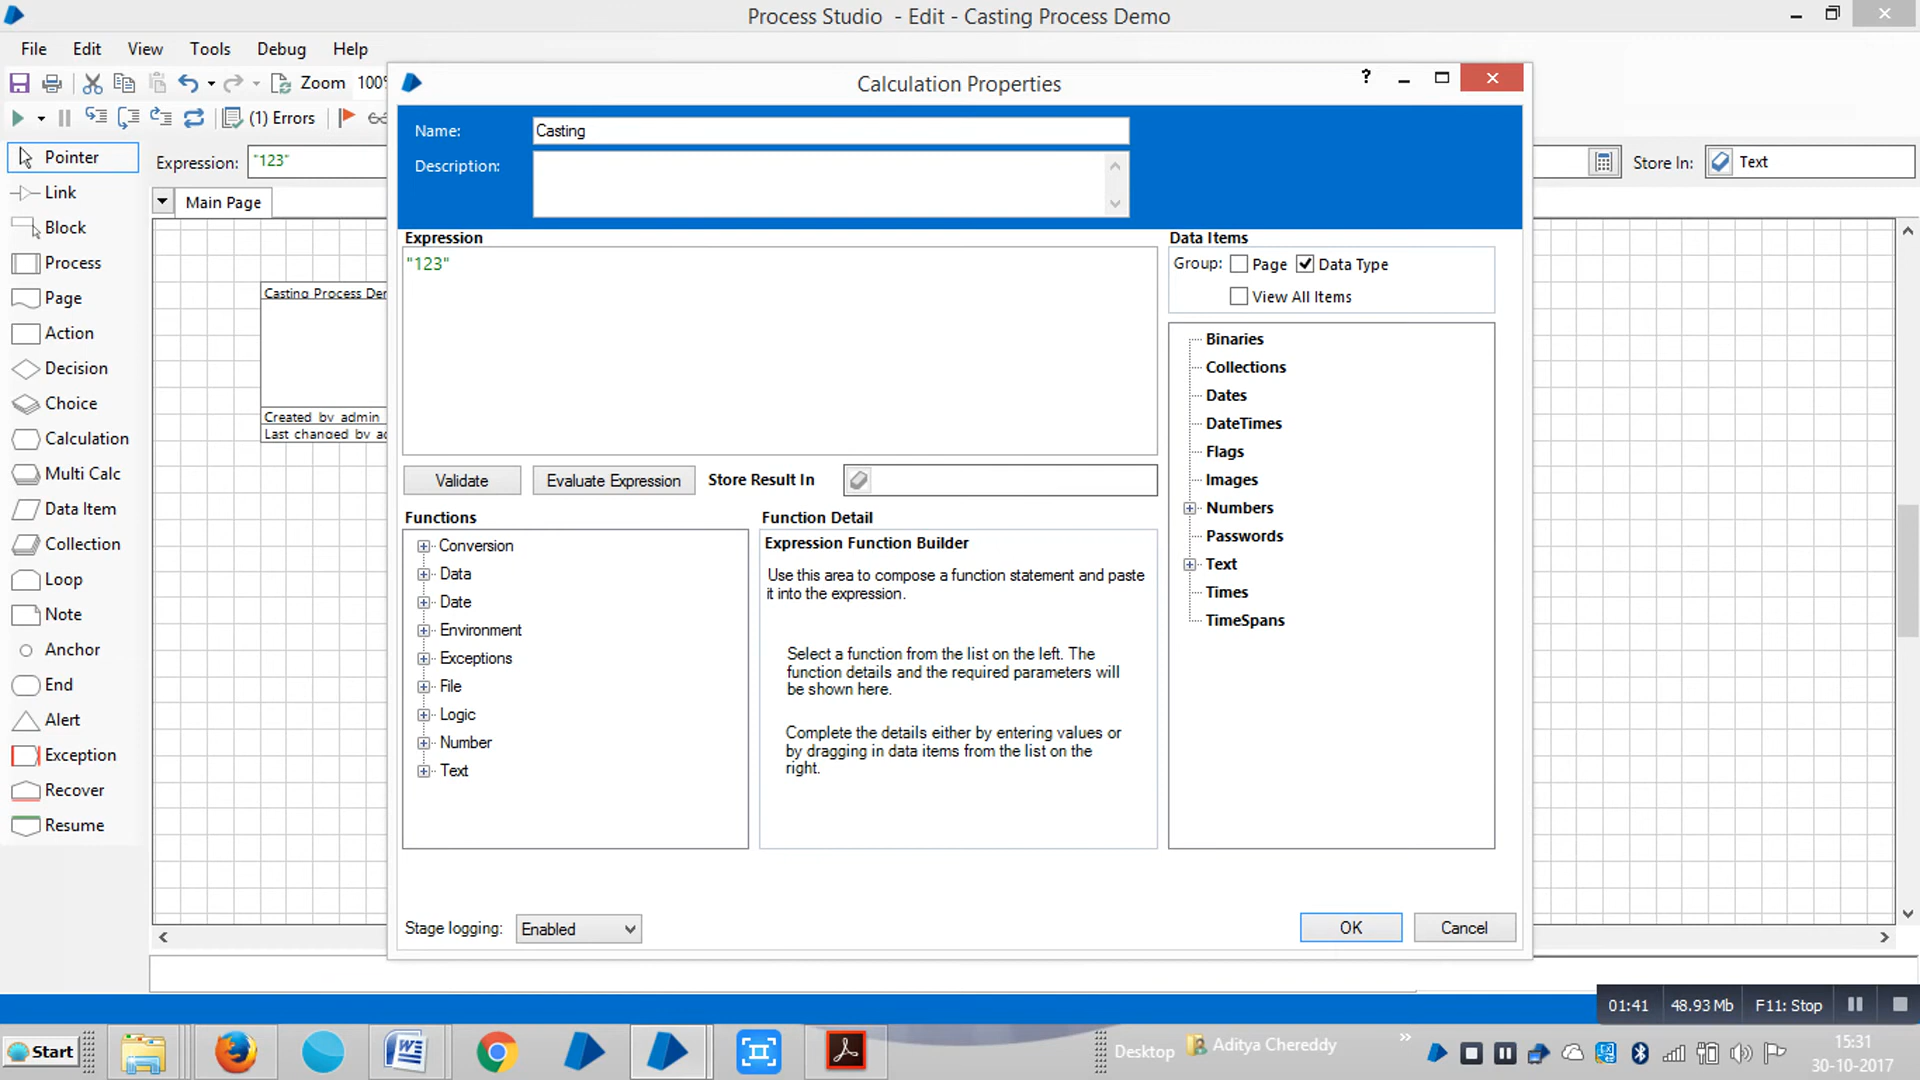 Process Studio  - Edit - Casting Process Demo
File Edit View Tools Debug Help
Zoom 100%
(1) Errors
Calculation Properties
?
Name: Casting
Description:
Pointer
Expression: "123"
Store In: Text
Link
Main Page
Block
Process
Page
Action
Decision
Choice
Calculation
Multi Calc
Data Item
Collection
Loop
Note
Anchor
End
Alert
Exception
Recover
Resume
Casting Process Der
Created by admin
Last changed by ad
Expression
"123"
Data Items
Group: Page Data Type
View All Items
Binaries
Collections
Dates
DateTimes
Flags
Images
Numbers
Passwords
Text
Times
TimeSpans
Validate Evaluate Expression Store Result In
Functions
Conversion
Data
Date
Environment
Exceptions
File
Logic
Number
Text
Function Detail
Expression Function Builder
Use this area to compose a function statement and paste
it into the expression.
Select a function from the list on the left. The
function details and the required parameters will
be shown here.
Complete the details either by entering values or
by dragging in data items from the list on the
right.
Stage logging: Enabled
OK Cancel
01:41 48.93 Mb F11: Stop
Start
Desktop Aditya Chereddy
15:31
30-10-2017